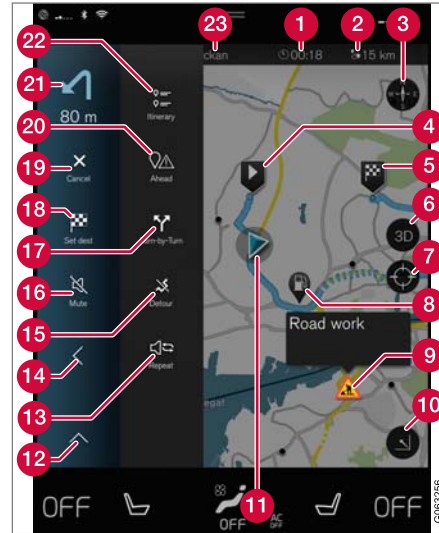 23 1 2 3
ckan 00:18 15 km
22
21
80 m
Itinerary
20
4
19
Cancel
Ahead
5
18
Set dest
17
Turn-by-Turn
6
3D
16
Mute
15
Detour
7
8
Road work
14
13
Repeat
9
egat
10
12
11
OFF OFF AC OFF OFF
G063256